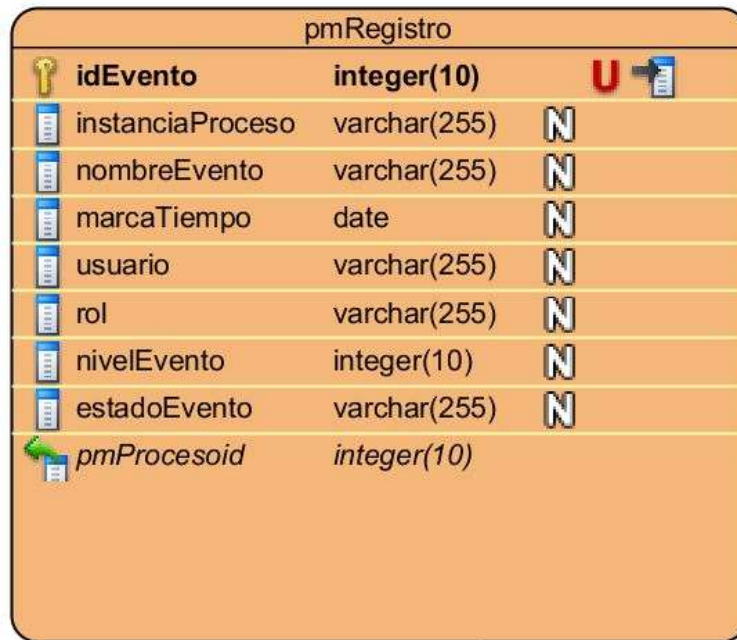 pmRegistro
idEvento integer(10) U
instanciaProceso varchar(255) N
nombreEvento varchar(255) N
marcaTiempo date N
usuario varchar(255) N
rol varchar(255) N
nivelEvento integer(10) N
estadoEvento varchar(255) N
pmProcesoid integer(10)